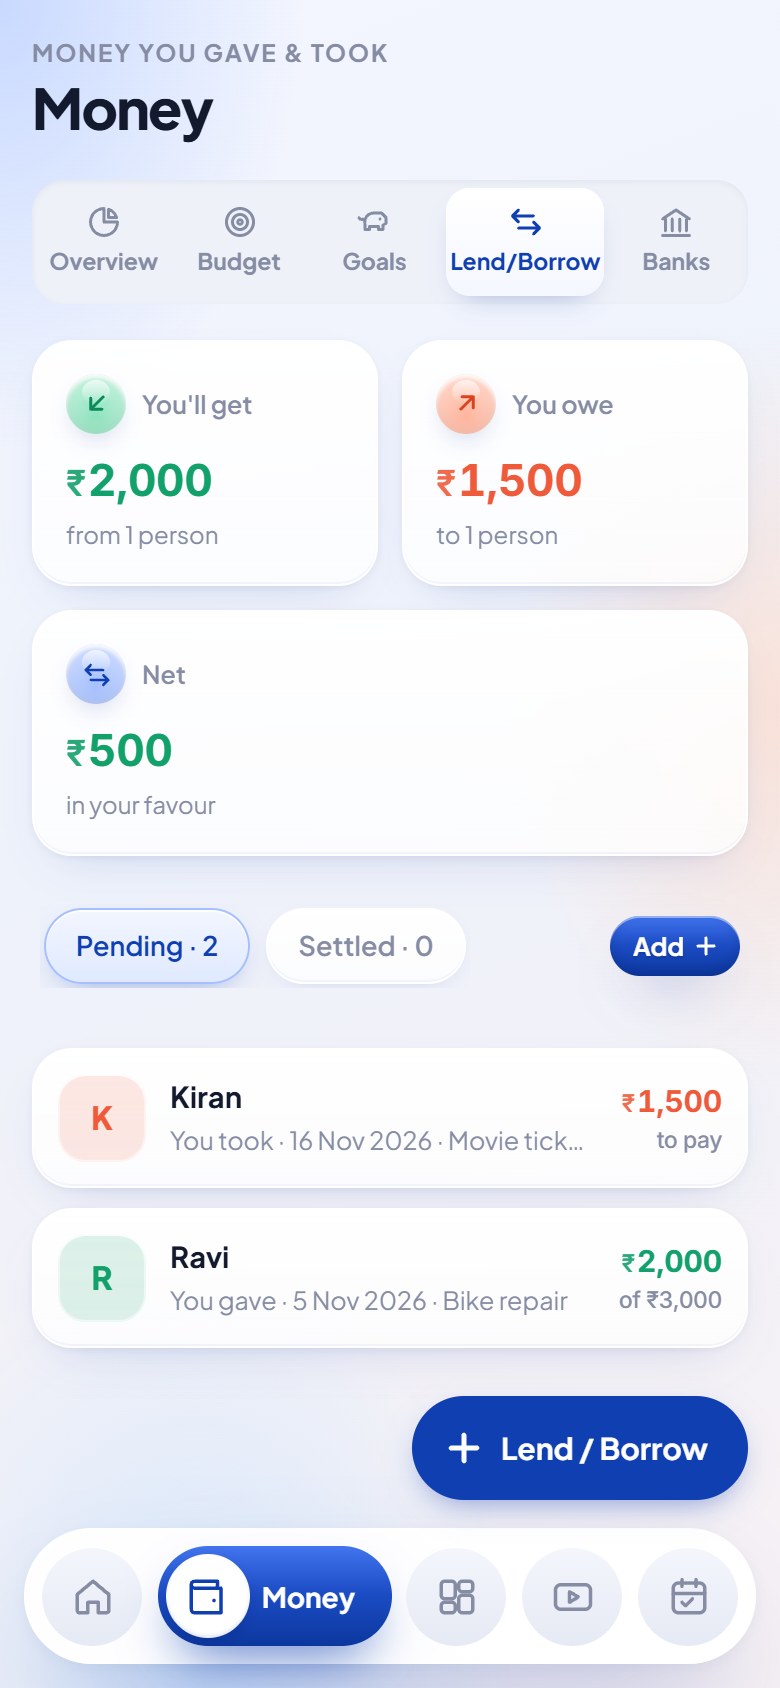 MONEY YOU GAVE & TOOK
Money
Overview
Budget
Goals
Lend/Borrow
Banks
You'll get
₹2,000
from 1 person
You owe
₹1,500
to 1 person
Net
₹500
in your favour
Pending · 2
Settled · 0
Add +
K
Kiran
₹1,500
You took · 16 Nov 2026 · Movie tick...
to pay
R
Ravi
₹2,000
You gave · 5 Nov 2026 · Bike repair
of ₹3,000
+ Lend / Borrow
Money